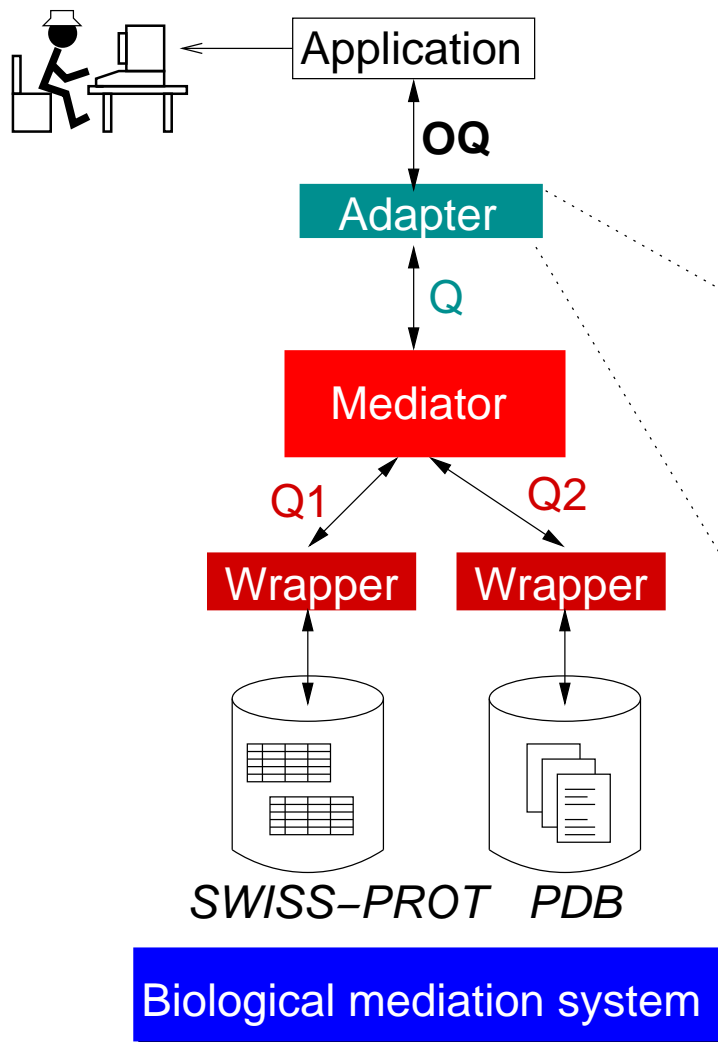 Application
OQ
Adapter
Q
Mediator
Q1
Q2
Wrapper
Wrapper
SWISS–PROT
PDB
Biological mediation system